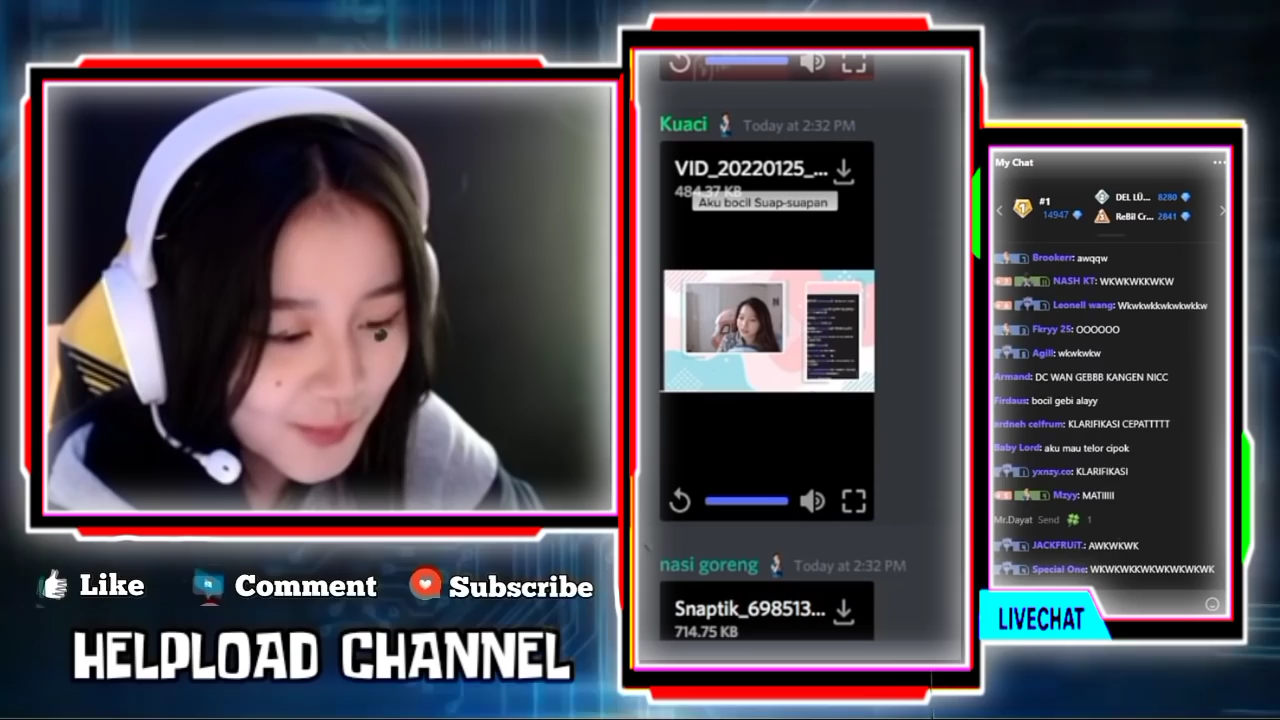 Like
Comment
Subscribe
HELPLOAD CHANNEL
Kuaci
Today at 2:32 PM
VID_20220125_...
484.37 KB
Aku bocil Suap-suapan
nasi goreng
Today at 2:32 PM
Snaptik_698513...
714.75 KB
My Chat
#1
14947
DEL LÜ... 8280
ReBil Cr... 2841
Brookerr: awqqw
NASH KT: WKWKWKKWKW
Leonell wang: Wkwkwkkwkwkwkkw
Fkryy 25: OOOOOO
Agill: wkwkwkw
Armand: DC WAN GEBBB KANGEN NICC
Firdaus: bocil gebi alayy
ardneh celfrum: KLARIFIKASI CEPATTTTT
Baby Lord: aku mau telor cipok
yxnzy.co: KLARIFIKASI
Mzyy: MATIIIII
Mr.Dayat Send 1
JACKFRUIT.: AWKWKWK
Special One: WKWKWKKWKWKWKWKWK
LIVECHAT